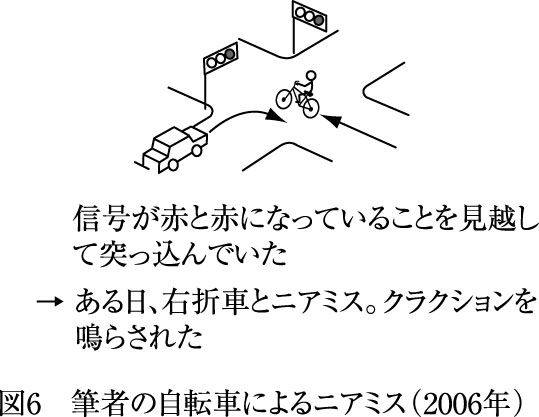 信号が赤と赤になっていることを見越し
て突っ込んでいた
→ ある日、右折車とニアミス。クラクションを
鳴らされた
図6 筆者の自転車によるニアミス（2006年）